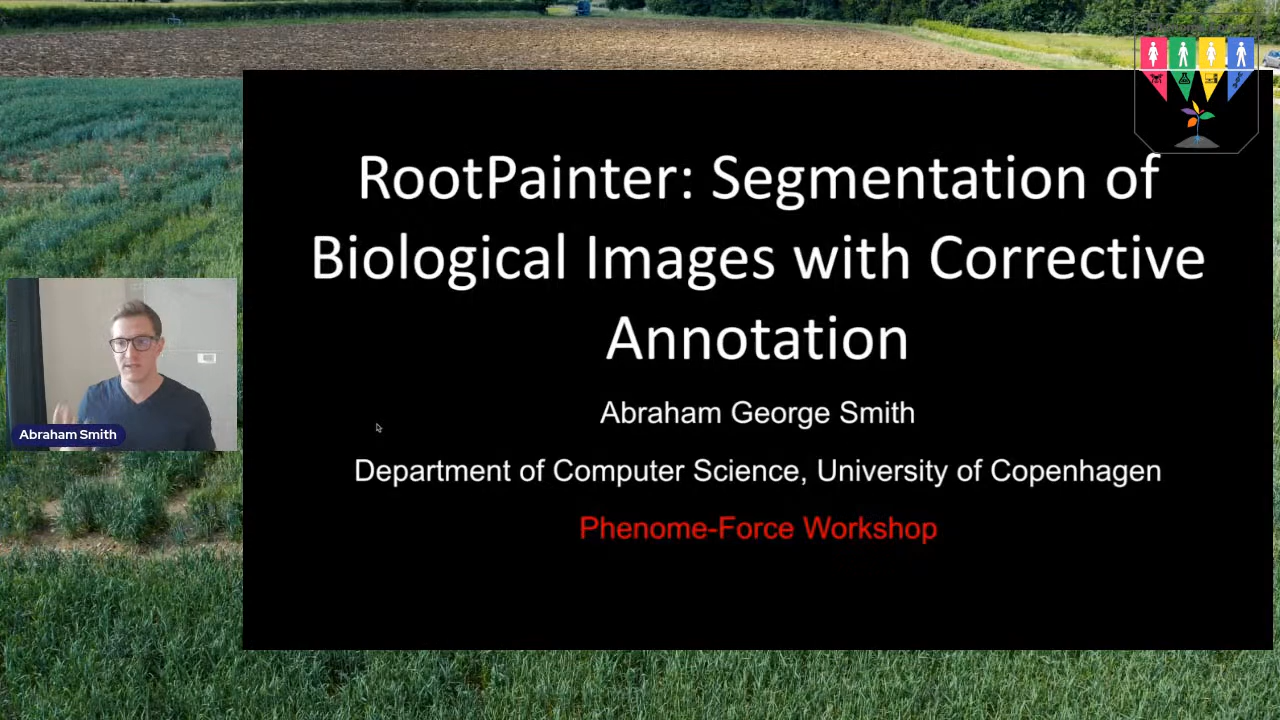 RootPainter: Segmentation of
Biological Images with Corrective
Annotation
Abraham George Smith
Department of Computer Science, University of Copenhagen
Phenome-Force Workshop
Abraham Smith